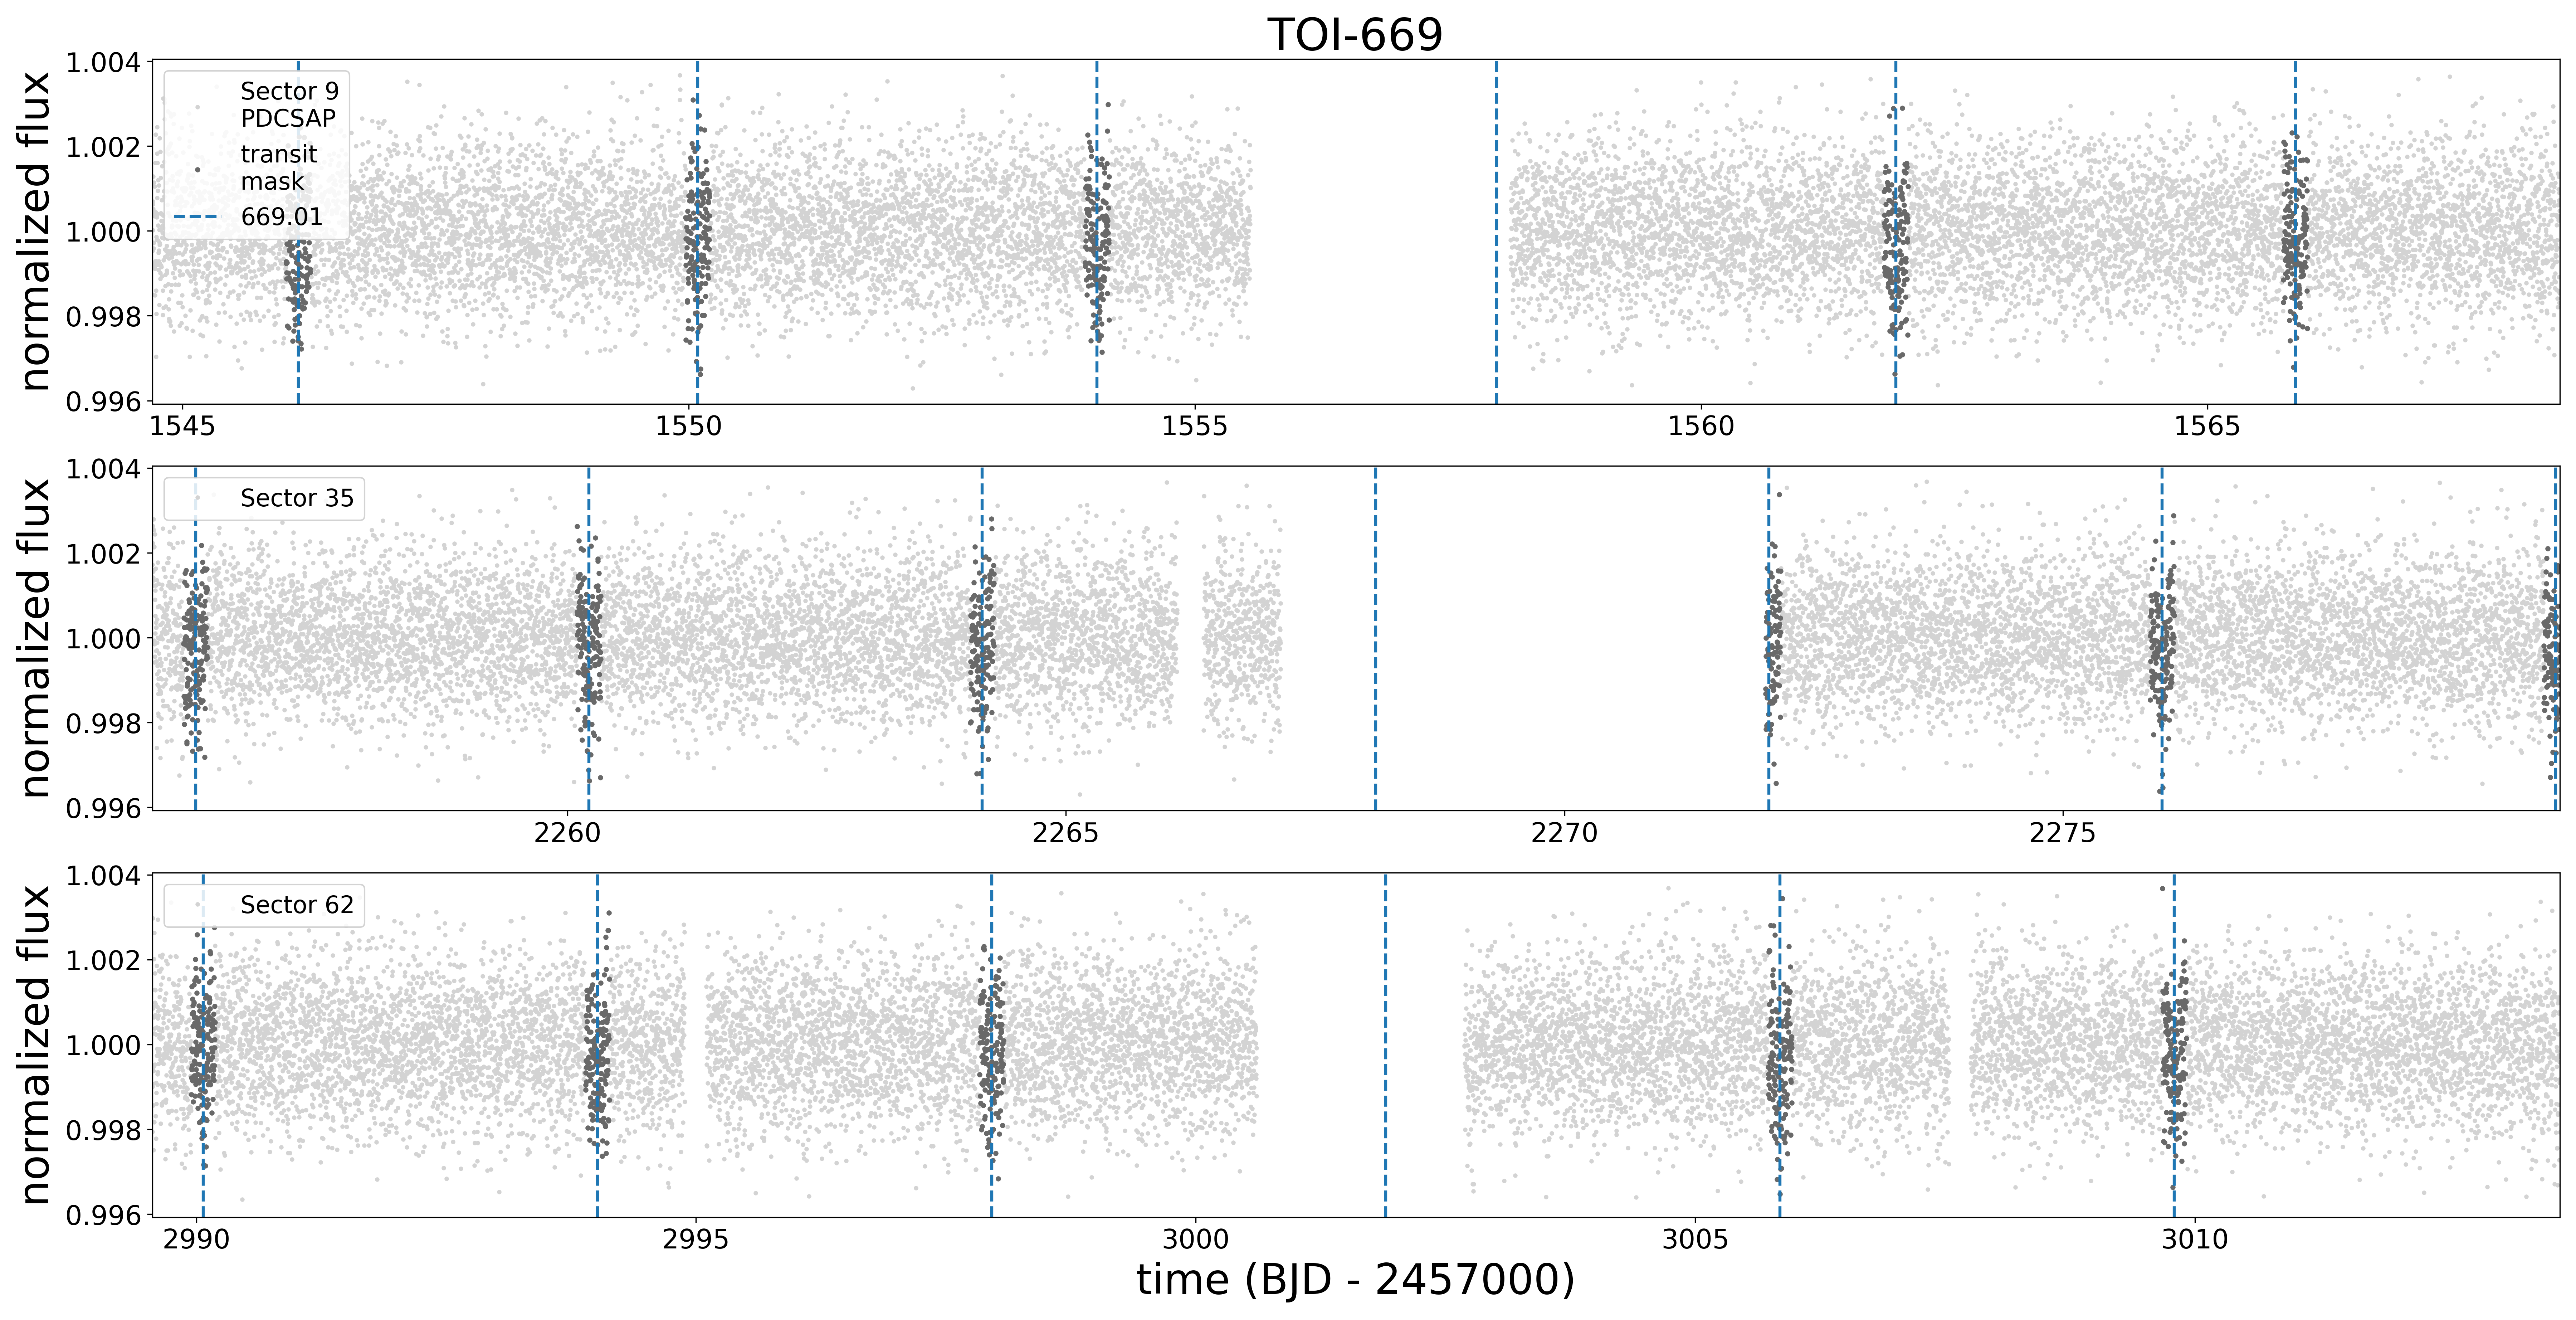 TOI-669
normalized flux
1.004
1.002
1.000
0.998
0.996
Sector 9
PDCSAP
transit
mask
669.01
1545 1550 1555 1560 1565
normalized flux
1.004
1.002
1.000
0.998
0.996
Sector 35
2260 2265 2270 2275
normalized flux
1.004
1.002
1.000
0.998
0.996
Sector 62
2990 2995 3000 3005 3010
time (BJD - 2457000)